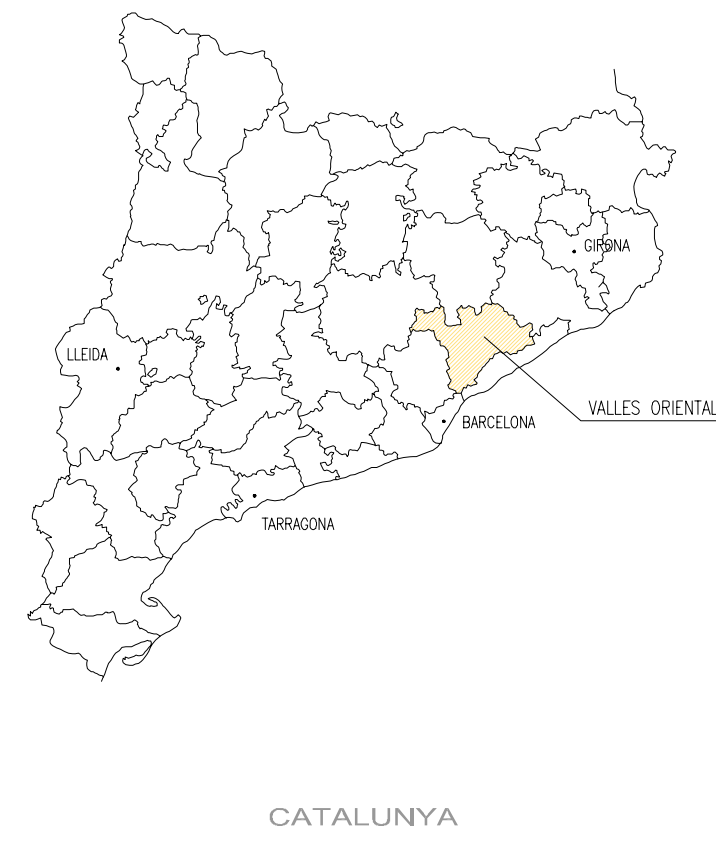 GIRONA
LLEIDA
VALLES ORIENTAL
BARCELONA
TARRAGONA
CATALUNYA